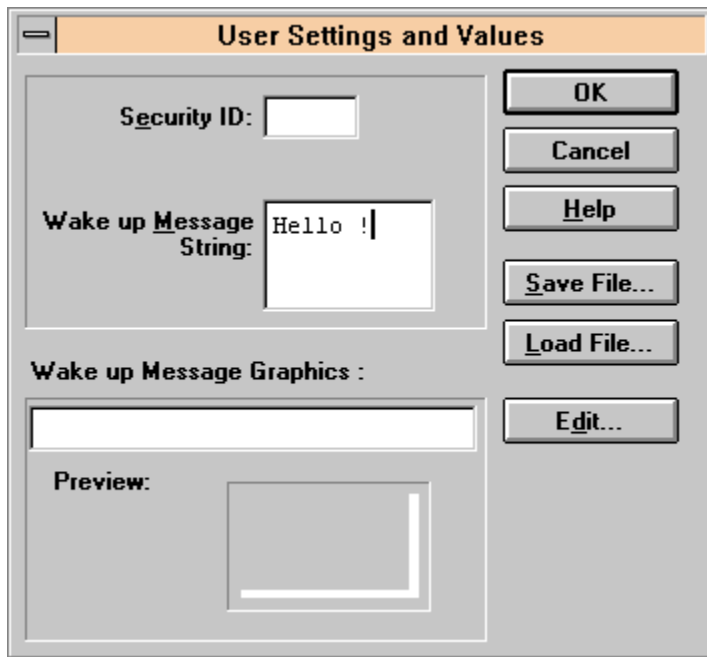 User Settings and Values
Security ID:
Wake up Message
String:
Hello !
OK
Cancel
Help
Save File...
Load File...
Wake up Message Graphics :
Edit...
Preview: